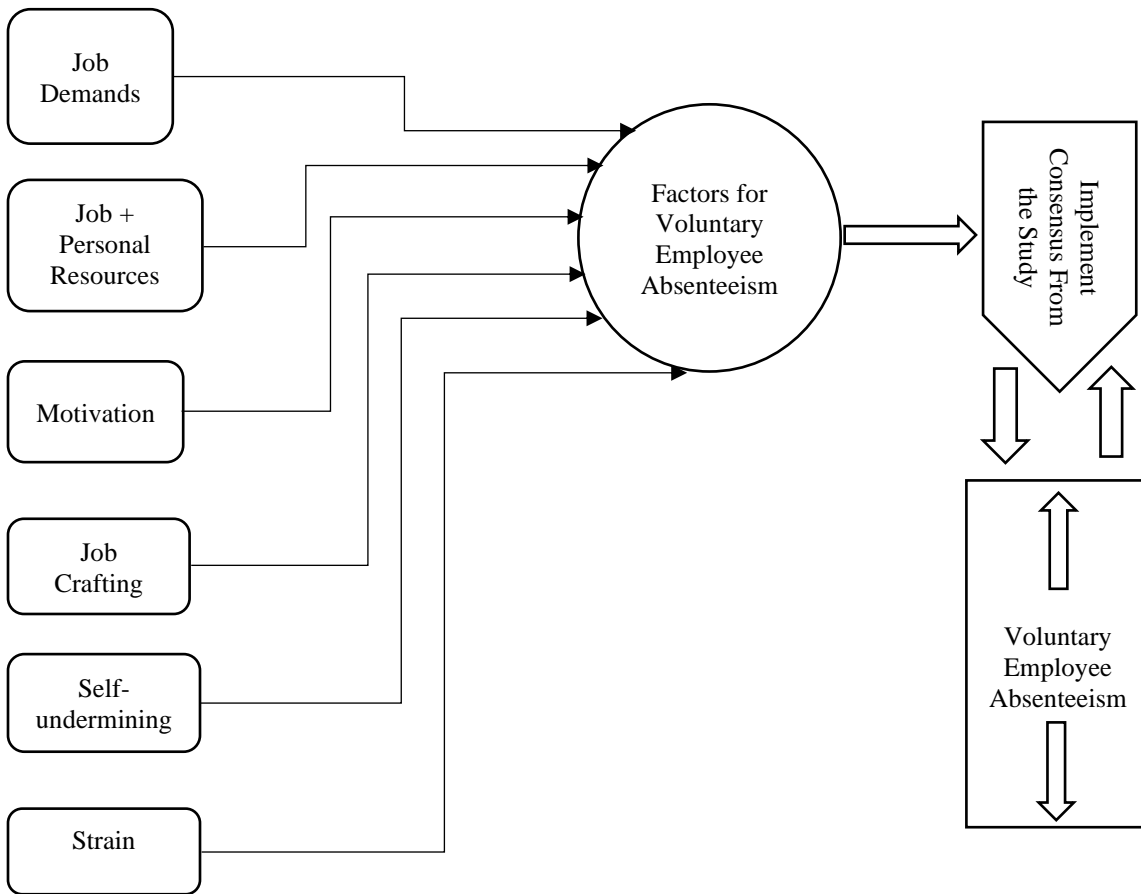 Job
Demands
Job +
Personal
Resources
Motivation
Job
Crafting
Self-
undermining
Strain
Factors for
Voluntary
Employee
Absenteeism
Implement
Consensus From
the Study
Voluntary
Employee
Absenteeism